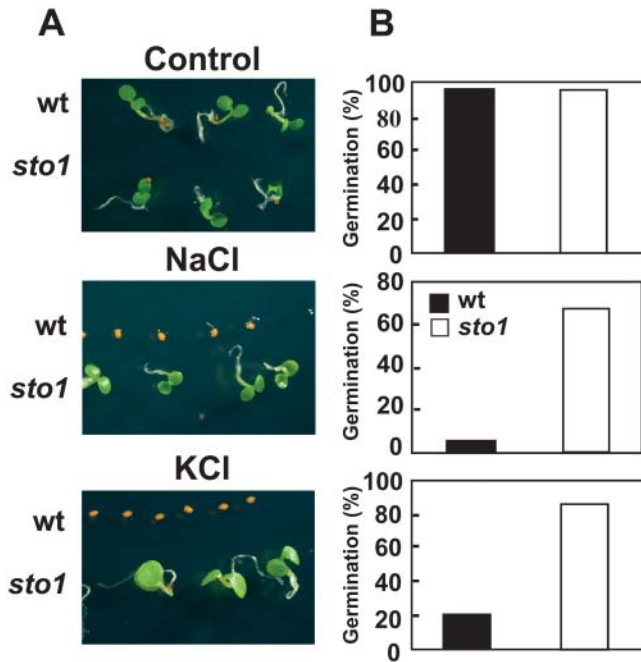 A
B
Control
wt
sto1
Germination (%)
100
80
60
40
20
0
NaCl
wt
sto1
Germination (%)
80
60
40
20
0
wt
sto1
KCl
wt
sto1
Germination (%)
100
80
60
40
20
0